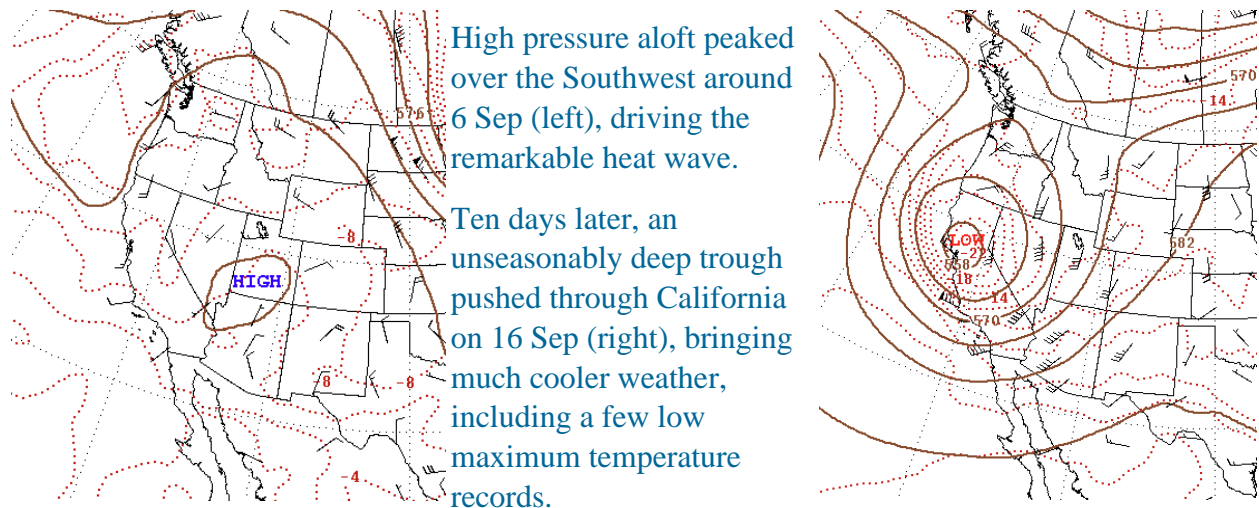 576
-8
HIGH
-8
-8
-4
High pressure aloft peaked
over the Southwest around
6 Sep (left), driving the
remarkable heat wave.
Ten days later, an
unseasonably deep trough
pushed through California
on 16 Sep (right), bringing
much cooler weather,
including a few low
maximum temperature
records.
570
-14
582
LOW
558
-18
-14
570